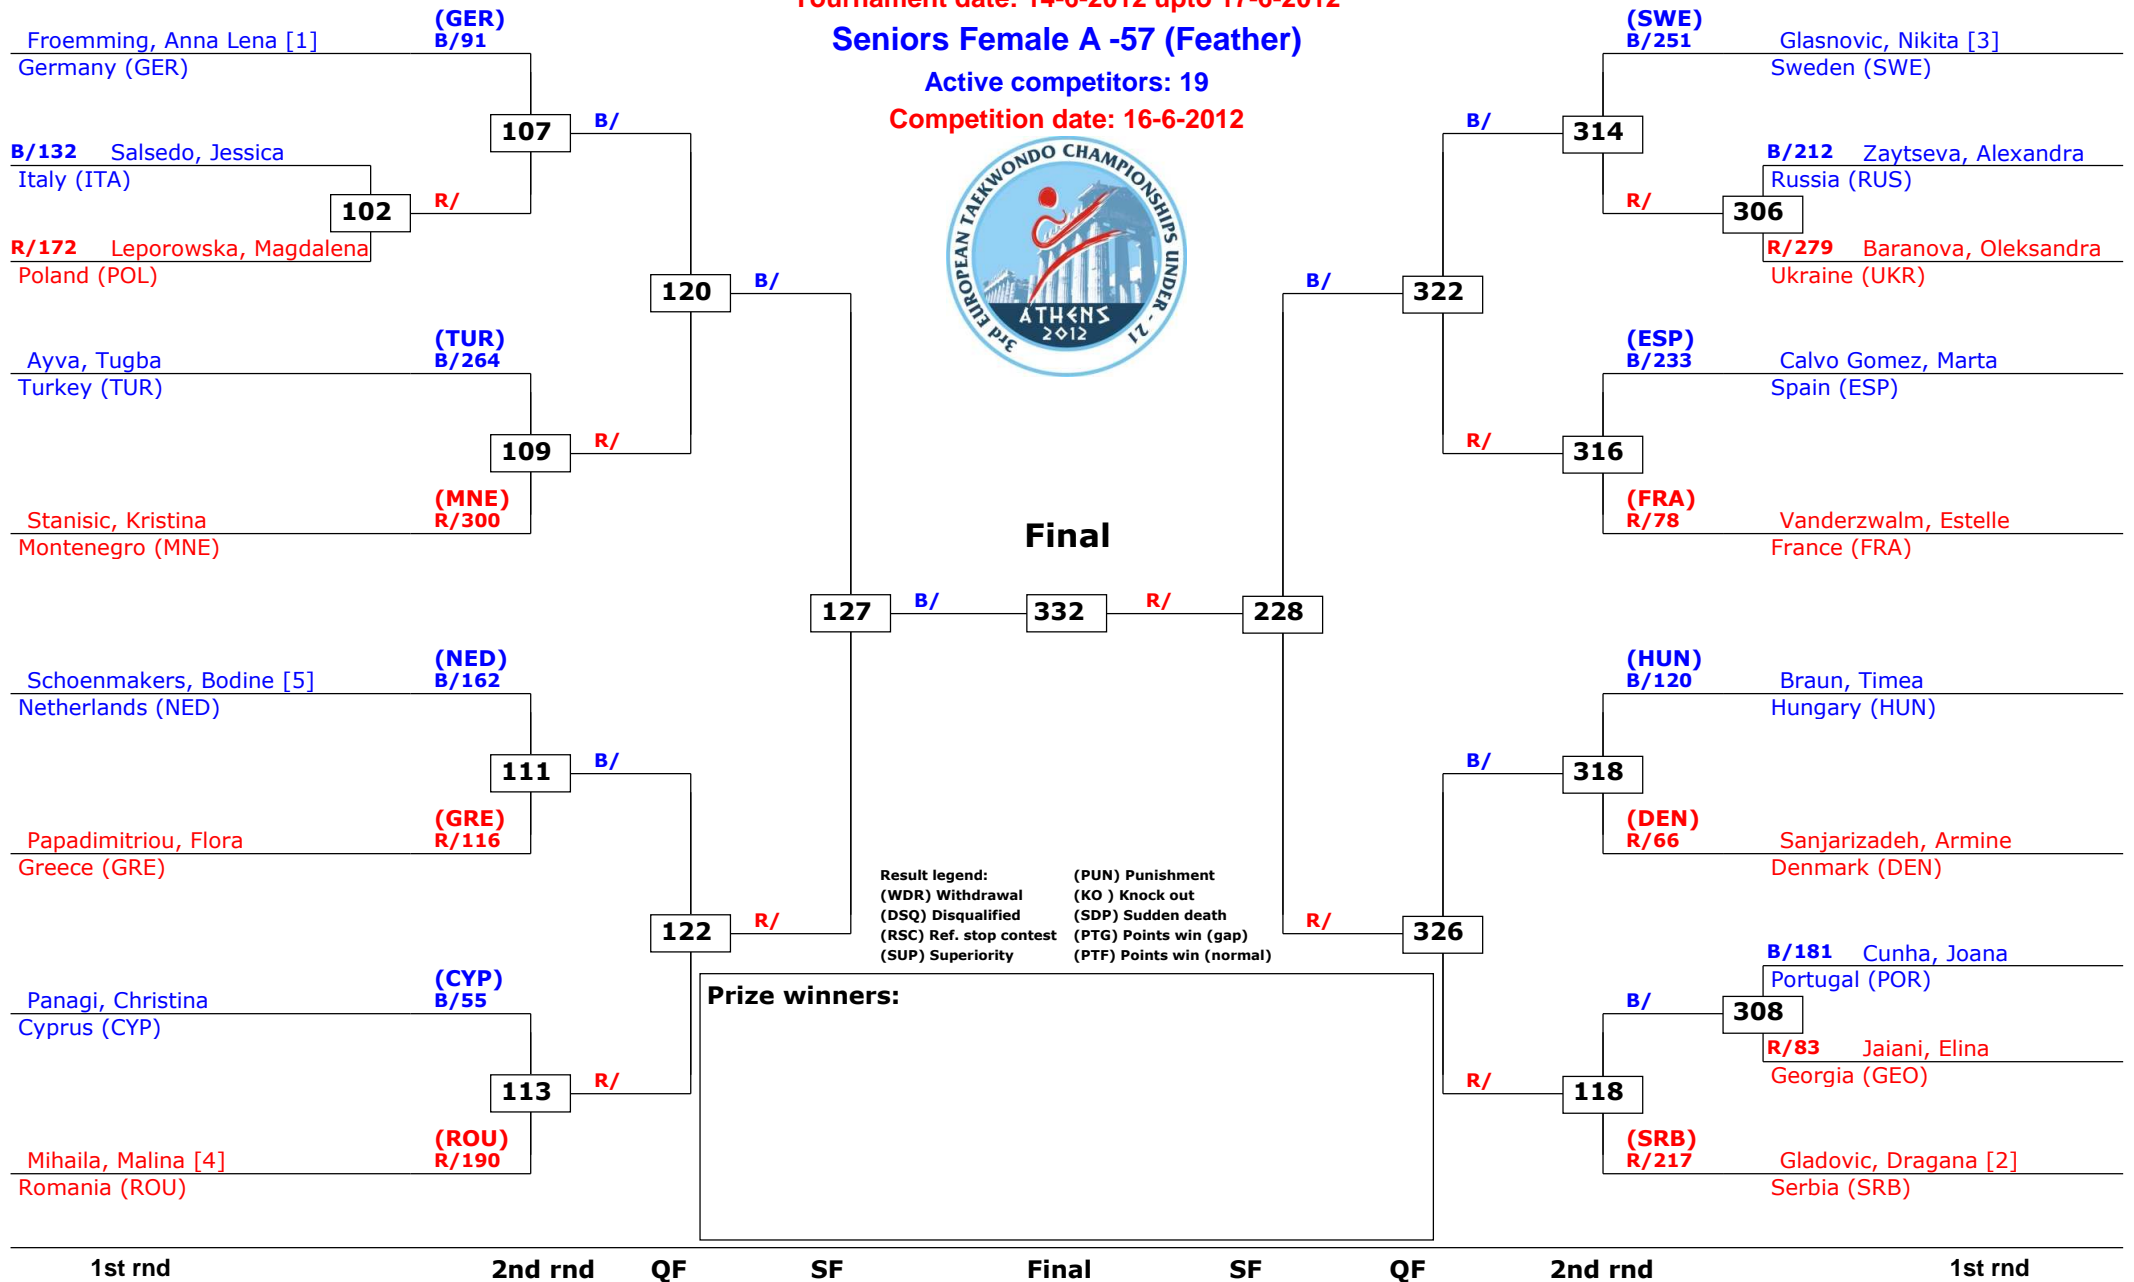 Tournament date: 14-6-2012 upto 17-6-2012
Seniors Female A -57 (Feather)
Active competitors: 19
Competition date: 16-6-2012
3rd EUROPEAN TAEKWONDO CHAMPIONSHIPS UNDER - 21
ATHENS
2012
(GER)
Froemming, Anna Lena [1] B/91
Germany (GER)
107
B/
B/132 Salsedo, Jessica
Italy (ITA)
102
R/
R/172 Leporowska, Magdalena
Poland (POL)
120
B/
(TUR)
Ayva, Tugba B/264
Turkey (TUR)
109
R/
(MNE)
Stanisic, Kristina R/300
Montenegro (MNE)
127
B/
(NED)
Schoenmakers, Bodine [5] B/162
Netherlands (NED)
111
B/
(GRE)
Papadimitriou, Flora R/116
Greece (GRE)
122
R/
(CYP)
Panagi, Christina B/55
Cyprus (CYP)
113
R/
(ROU)
Mihaila, Malina [4] R/190
Romania (ROU)
Final
332
(SWE)
B/251 Glasnovic, Nikita [3]
Sweden (SWE)
B/
314
B/212 Zaytseva, Alexandra
Russia (RUS)
R/
306
R/279 Baranova, Oleksandra
Ukraine (UKR)
B/
322
(ESP)
B/233 Calvo Gomez, Marta
Spain (ESP)
R/
316
(FRA)
R/78 Vanderzwalm, Estelle
France (FRA)
R/
228
(HUN)
B/120 Braun, Timea
Hungary (HUN)
B/
318
(DEN)
R/66 Sanjarizadeh, Armine
Denmark (DEN)
R/
326
B/181 Cunha, Joana
Portugal (POR)
B/
308
R/83 Jaiani, Elina
Georgia (GEO)
R/
118
(SRB)
R/217 Gladovic, Dragana [2]
Serbia (SRB)
Result legend: (PUN) Punishment
(WDR) Withdrawal (KO ) Knock out
(DSQ) Disqualified (SDP) Sudden death
(RSC) Ref. stop contest (PTG) Points win (gap)
(SUP) Superiority (PTF) Points win (normal)
Prize winners:
1st rnd 2nd rnd QF SF Final SF QF 2nd rnd 1st rnd